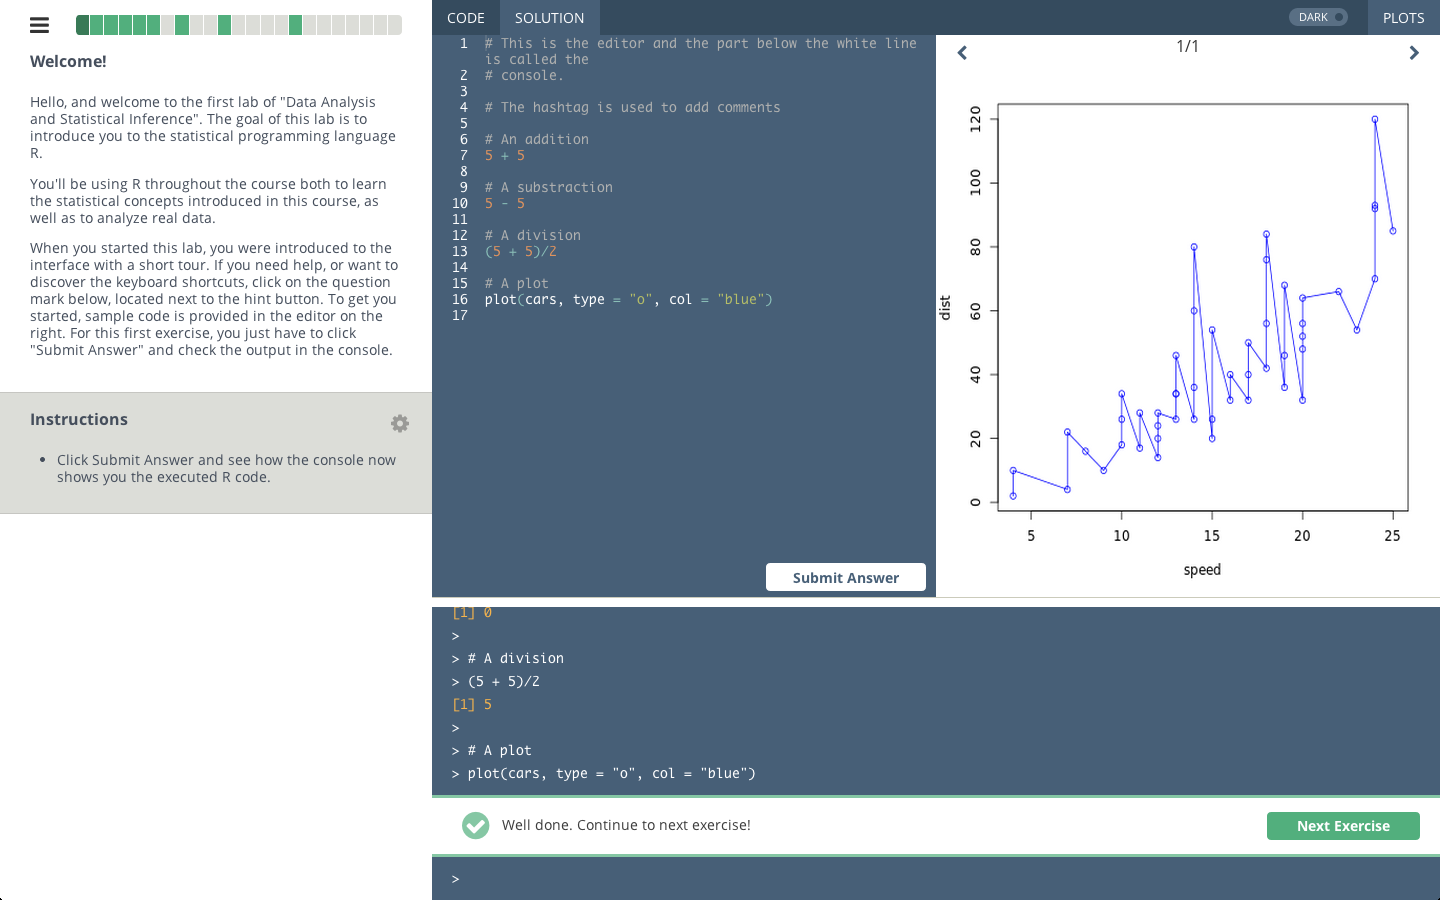 Welcome!
Hello, and welcome to the first lab of "Data Analysis
and Statistical Inference". The goal of this lab is to
introduce you to the statistical programming language
R.
You'll be using R throughout the course both to learn
the statistical concepts introduced in this course, as
well as to analyze real data.
When you started this lab, you were introduced to the
interface with a short tour. If you need help, or want to
discover the keyboard shortcuts, click on the question
mark below, located next to the hint button. To get you
started, sample code is provided in the editor on the
right. For this first exercise, you just have to click
"Submit Answer" and check the output in the console.
Instructions
• Click Submit Answer and see how the console now
shows you the executed R code.
CODE SOLUTION
DARK
PLOTS
1 # This is the editor and the part below the white line
is called the
2 # console.
3
4 # The hashtag is used to add comments
5
6 # An addition
7 5 + 5
8
9 # A substraction
10 5 - 5
11
12 # A division
13 (5 + 5)/2
14
15 # A plot
16 plot(cars, type = "o", col = "blue")
17
Submit Answer
1/1
120
100
80
60
40
20
0
dist
5 10 15 20 25
speed
[1] 0
>
> # A division
> (5 + 5)/2
[1] 5
>
> # A plot
> plot(cars, type = "o", col = "blue")
Well done. Continue to next exercise!
Next Exercise
>